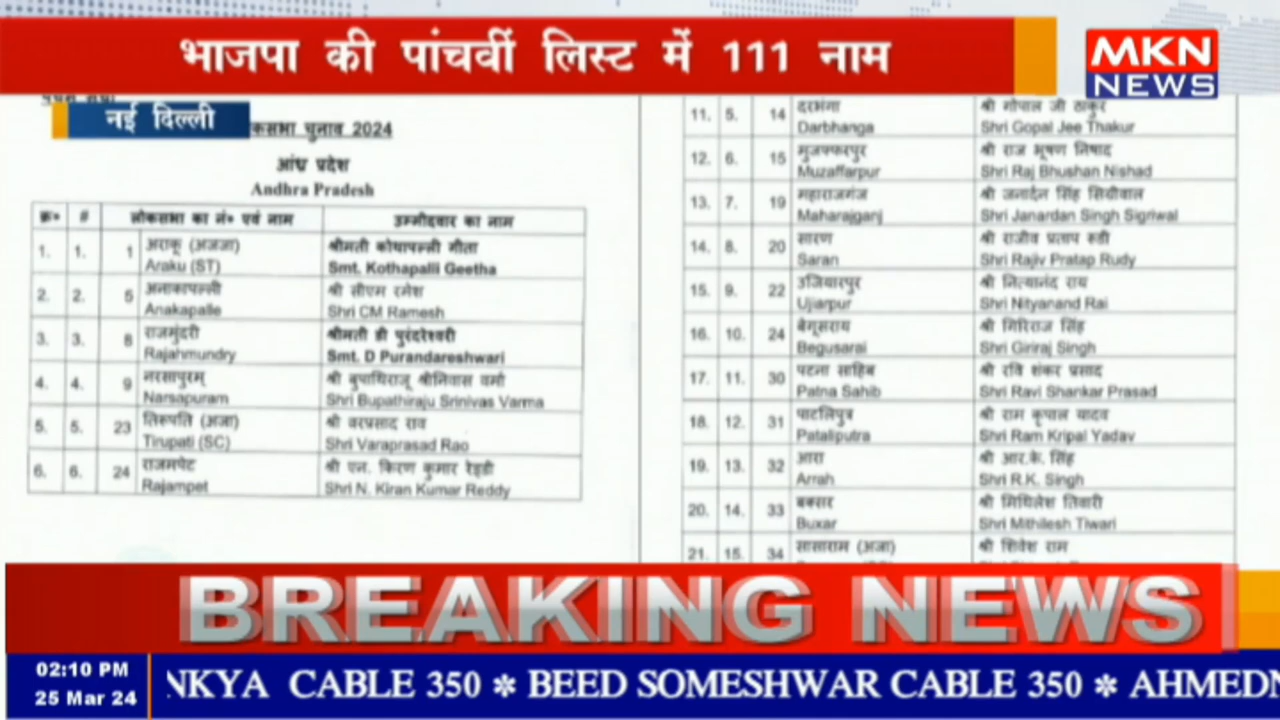 भाजपा की पांचवीं लिस्ट में 111 नाम
MKN
NEWS
नई दिल्ली
चुनाव 2024
आंध्र प्रदेश
Andhra Pradesh
क्र० # लोकसभा का नं० एवं नाम उम्मीदवार का नाम
1. 1. 1 अराकू (अजजा) श्रीमती कोथापल्ली गीता
Araku (ST) Smt. Kothapalli Geetha
2. 2. 5 अनाकापल्ली श्री सीएम रमेश
Anakapalle Shri CM Ramesh
3. 3. 8 राजमुंदरी श्रीमती डी पुरंदरेश्वरी
Rajahmundry Smt. D Purandareshwari
4. 4. 9 नरसापुरम् श्री बुपाथिराजू श्रीनिवास वर्मा
Narsapuram Shri Bupathiraju Srinivas Varma
5. 5. 23 तिरुपति (अजा) श्री वरप्रसाद राव
Tirupati (SC) Shri Varaprasad Rao
6. 6. 24 राजमपेट श्री एन. किरण कुमार रेड्डी
Rajampet Shri N. Kiran Kumar Reddy
11. 5. 14 दरभंगा श्री गोपाल जी ठाकुर
Darbhanga Shri Gopal Jee Thakur
12. 6. 15 मुजफ्फरपुर श्री राज भूषण निषाद
Muzaffarpur Shri Raj Bhushan Nishad
13. 7. 19 महाराजगंज श्री जनार्दन सिंह सिग्रीवाल
Maharajganj Shri Janardan Singh Sigriwal
14. 8. 20 सारण श्री राजीव प्रताप रूडी
Saran Shri Rajiv Pratap Rudy
15. 9. 22 उजियारपुर श्री नित्यानंद राय
Ujiarpur Shri Nityanand Rai
16. 10. 24 बेगूसराय श्री गिरिराज सिंह
Begusarai Shri Giriraj Singh
17. 11. 30 पटना साहिब श्री रवि शंकर प्रसाद
Patna Sahib Shri Ravi Shankar Prasad
18. 12. 31 पाटलिपुत्र श्री राम कृपाल यादव
Pataliputra Shri Ram Kripal Yadav
19. 13. 32 आरा श्री आर.के. सिंह
Arrah Shri R.K. Singh
20. 14. 33 बक्सर श्री मिथिलेश तिवारी
Buxar Shri Mithilesh Tiwari
21. 15. 34 सासाराम (अजा) श्री शिवेश राम
BREAKING NEWS
02:10 PM
25 Mar 24
NKYA CABLE 350 * BEED SOMESHWAR CABLE 350 * AHMEDN